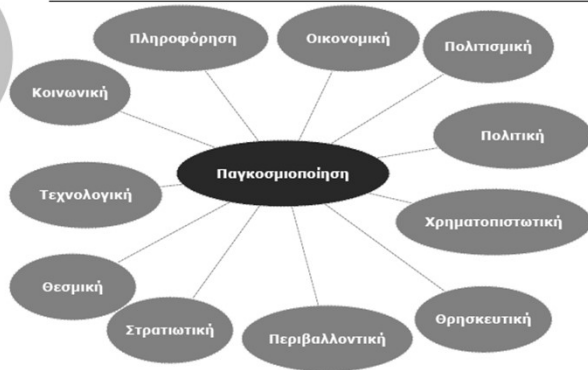 Πληροφόρηση
Οικονομική
Πολιτισμική
Κοινωνική
Πολιτική
Παγκοσμιοποίηση
Τεχνολογική
Χρηματοπιστωτική
Θεσμική
Στρατιωτική
Περιβαλλοντική
Θρησκευτική